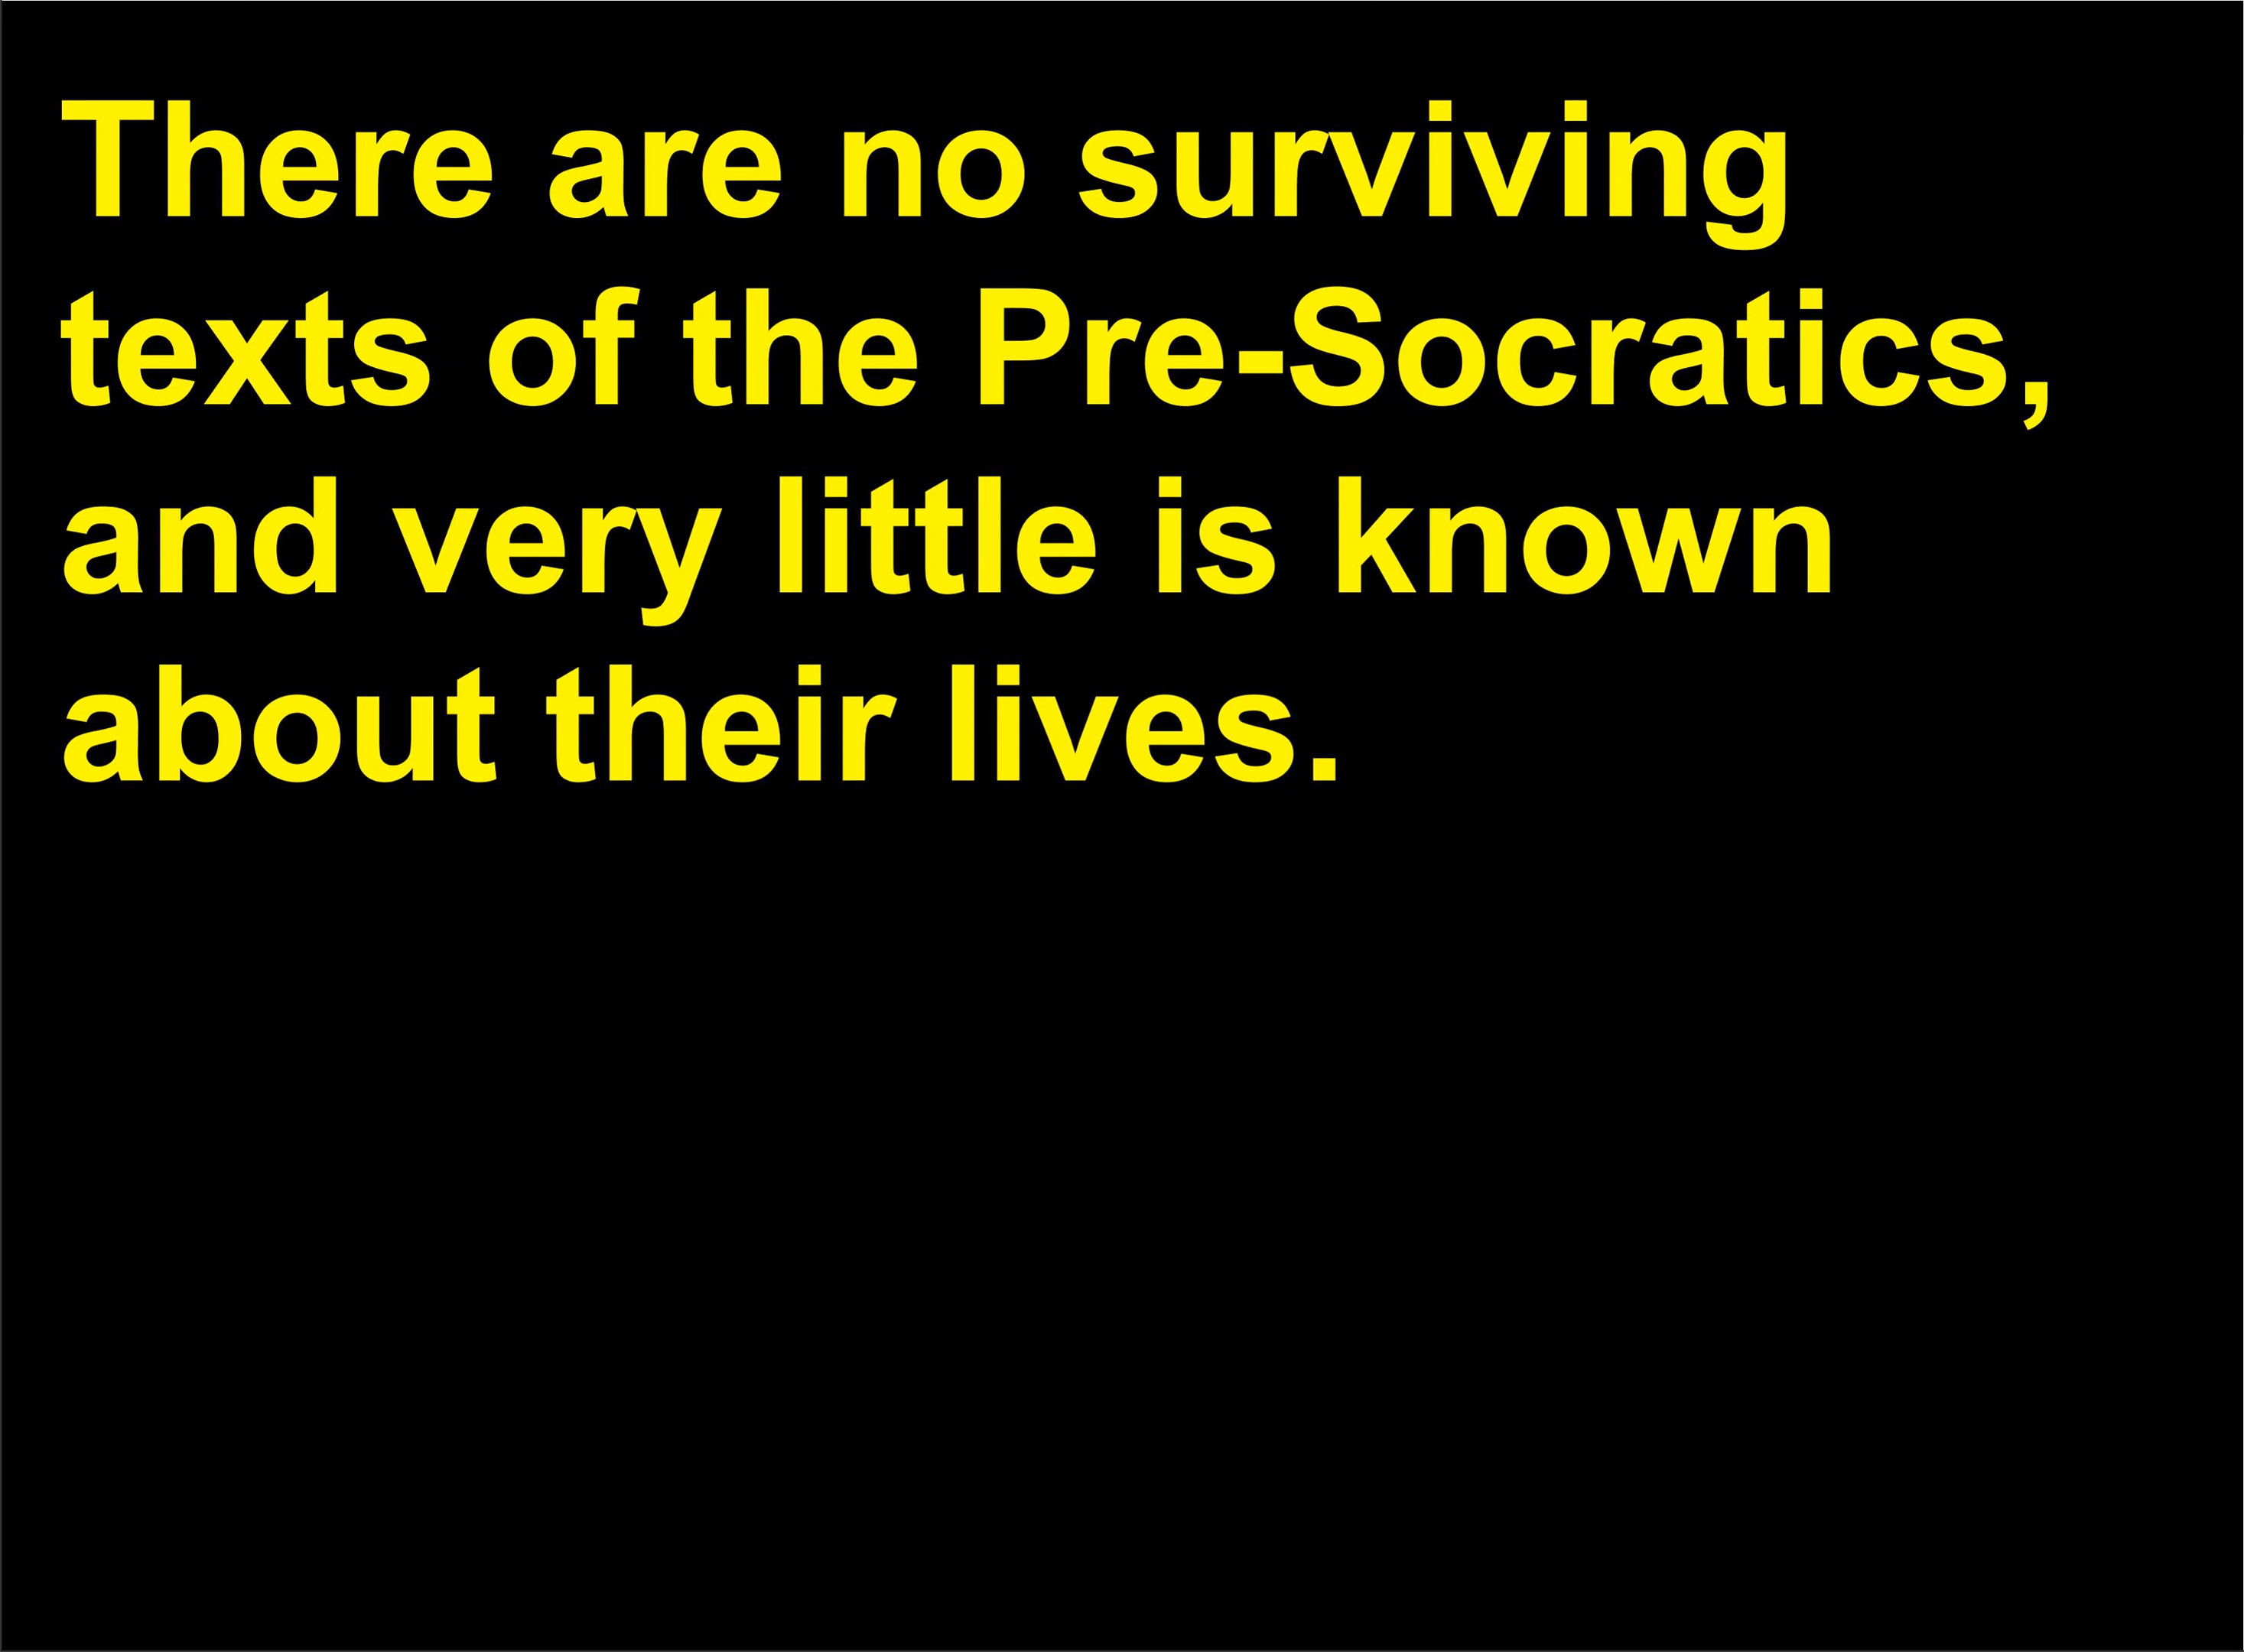 There are no surviving
texts of the Pre-Socratics,
and very little is known
about their lives.